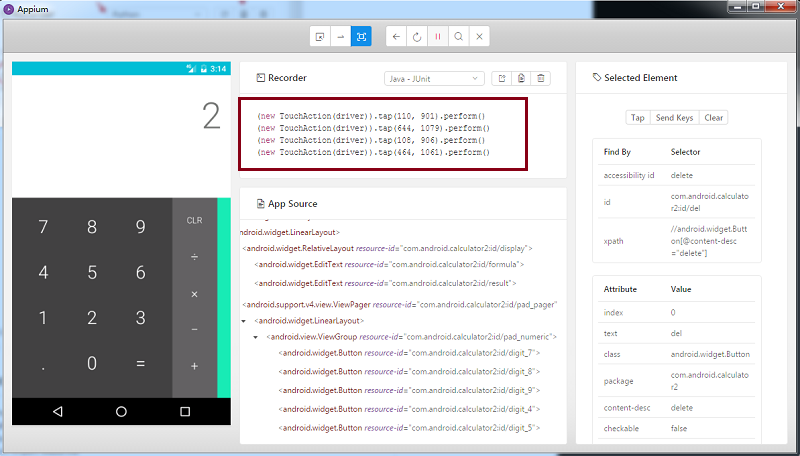 Appium
3:14
2
7 8 9 CLR
4 5 6 ÷
1 2 3 ×
. 0 = −
+
Recorder
Java - JUnit
(new TouchAction(driver)).tap(110, 901).perform()
(new TouchAction(driver)).tap(644, 1079).perform()
(new TouchAction(driver)).tap(108, 906).perform()
(new TouchAction(driver)).tap(464, 1061).perform()
App Source
android.widget.LinearLayout>
<android.widget.RelativeLayout resource-id="com.android.calculator2:id/display">
<android.widget.EditText resource-id="com.android.calculator2:id/formula">
<android.widget.EditText resource-id="com.android.calculator2:id/result">
<android.support.v4.view.ViewPager resource-id="com.android.calculator2:id/pad_pager"
<android.widget.LinearLayout>
<android.view.ViewGroup resource-id="com.android.calculator2:id/pad_numeric">
<android.widget.Button resource-id="com.android.calculator2:id/digit_7">
<android.widget.Button resource-id="com.android.calculator2:id/digit_8">
<android.widget.Button resource-id="com.android.calculator2:id/digit_9">
<android.widget.Button resource-id="com.android.calculator2:id/digit_4">
<android.widget.Button resource-id="com.android.calculator2:id/digit_5">
Selected Element
Tap Send Keys Clear
Find By Selector
accessibility id delete
id com.android.calculato
r2:id/del
xpath //android.widget.But
ton[@content-desc
="delete"]
Attribute Value
index 0
text del
class android.widget.Button
package com.android.calculato
r2
content-desc delete
checkable false